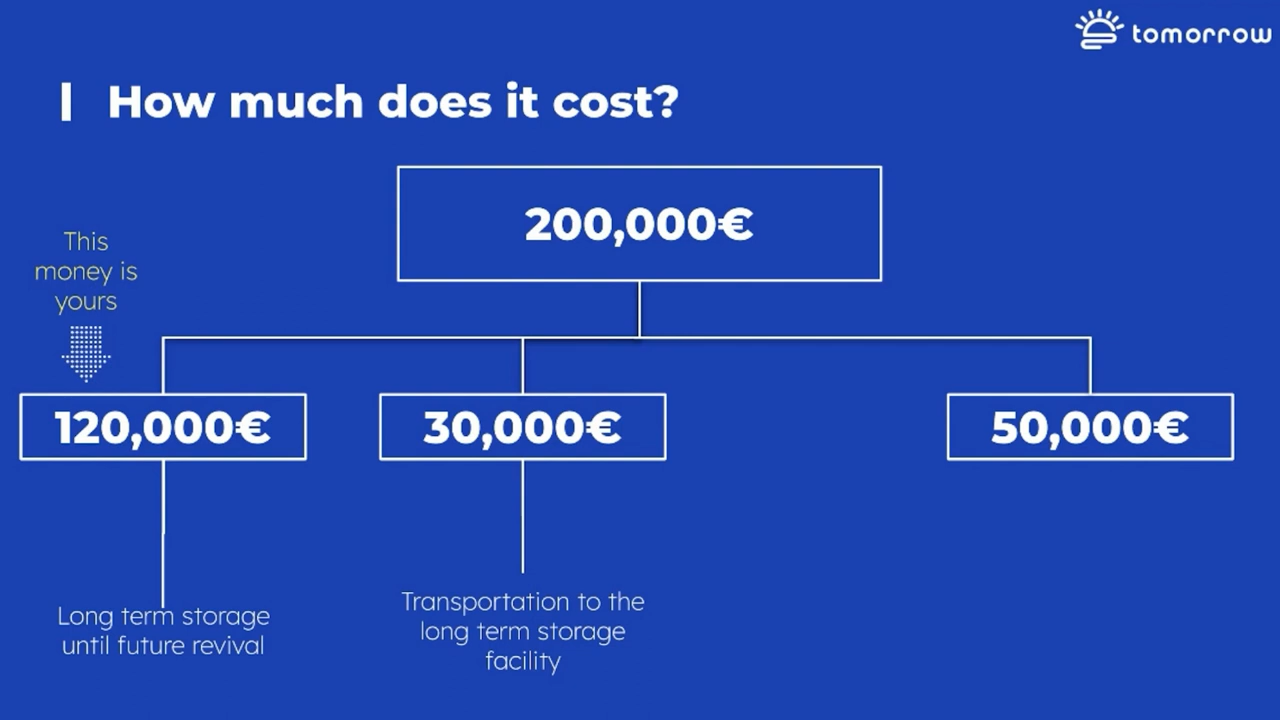 tomorrow
How much does it cost?
200,000€
This
money is
yours
120,000€
30,000€
50,000€
Long term storage
until future revival
Transportation to the
long term storage
facility